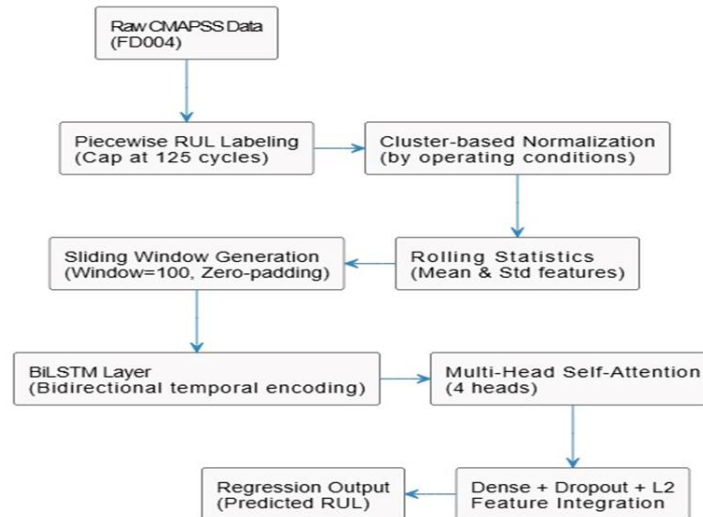 Raw CMAPSS Data
(FD004)
Piecewise RUL Labeling
(Cap at 125 cycles)
Cluster-based Normalization
(by operating conditions)
Sliding Window Generation
(Window=100, Zero-padding)
Rolling Statistics
(Mean & Std features)
BiLSTM Layer
(Bidirectional temporal encoding)
Multi-Head Self-Attention
(4 heads)
Regression Output
(Predicted RUL)
Dense + Dropout + L2
Feature Integration